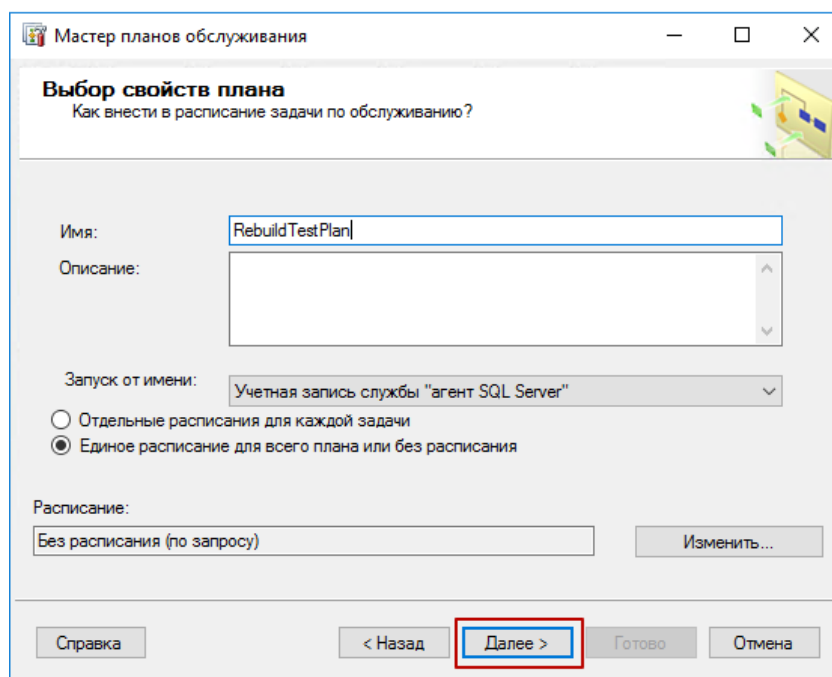 Мастер планов обслуживания
Выбор свойств плана
Как внести в расписание задачи по обслуживанию?
Имя:
RebuildTestPlan
Описание:
Запуск от имени:
Учетная запись службы "агент SQL Server"
Отдельные расписания для каждой задачи
Единое расписание для всего плана или без расписания
Расписание:
Без расписания (по запросу)
Изменить...
Справка
< Назад
Далее >
Готово
Отмена